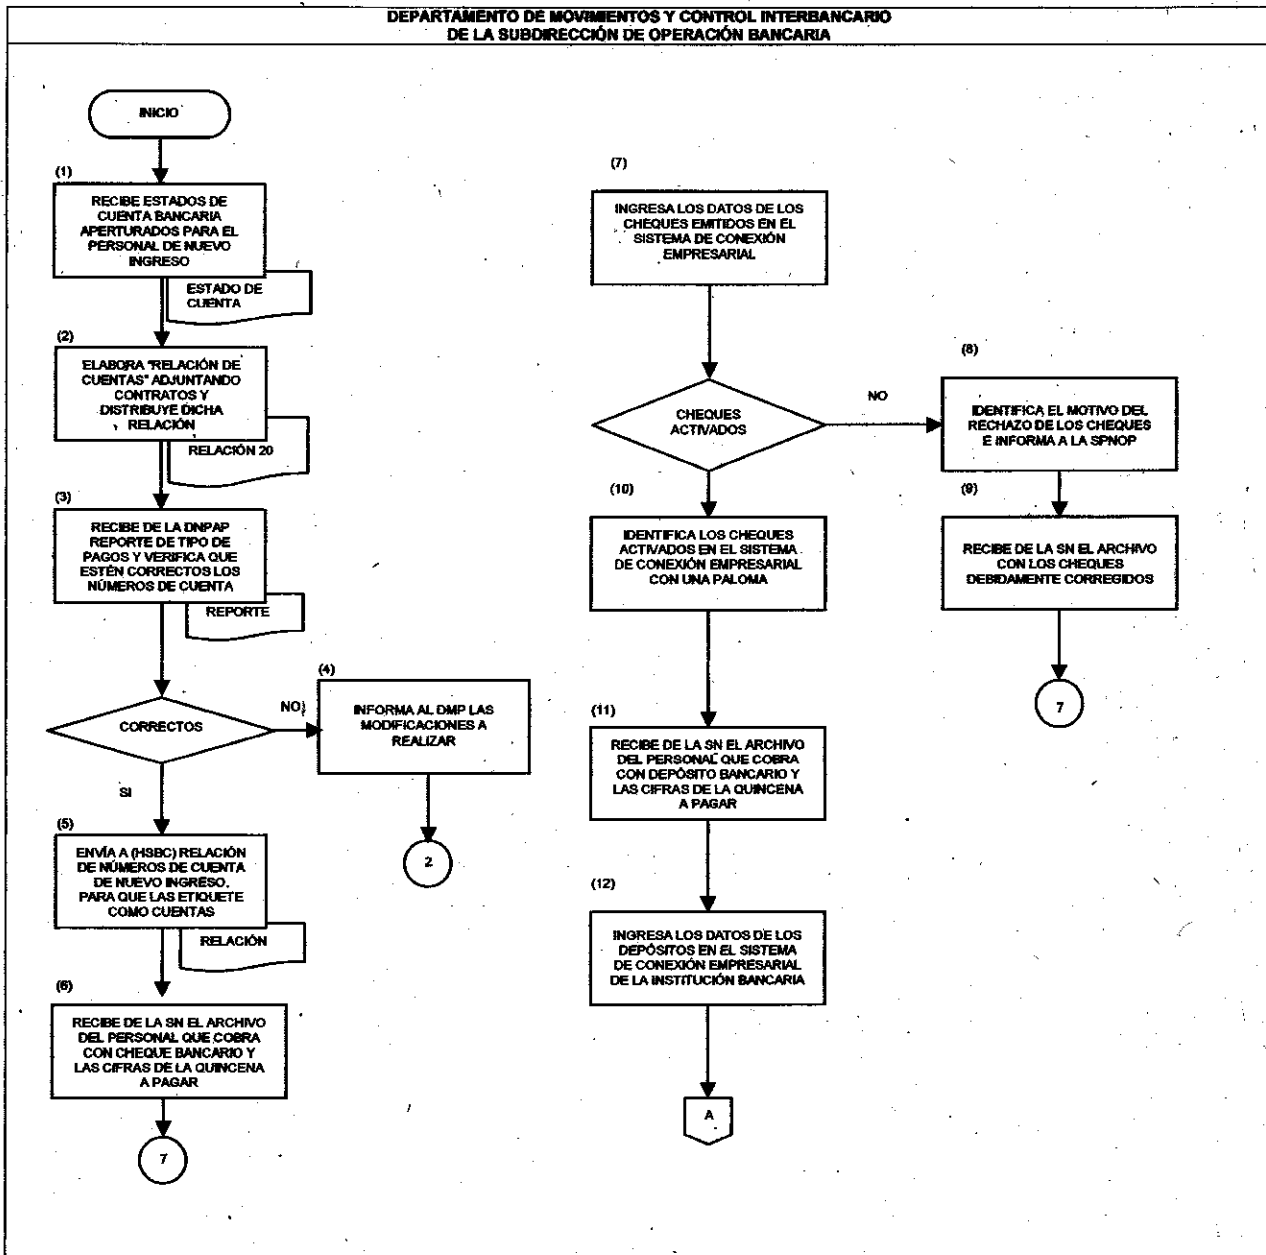 DEPARTAMENTO DE MOVIMIENTOS Y CONTROL INTERBANCARIO
DE LA SUBDIRECCIÓN DE OPERACIÓN BANCARIA
INICIO
(1)
RECIBE ESTADOS DE
CUENTA BANCARIA
APERTURADOS PARA EL
PERSONAL DE NUEVO
INGRESO
ESTADO DE
CUENTA
(2)
ELABORA "RELACIÓN DE
CUENTAS" ADJUNTANDO
CONTRATOS Y
DISTRIBUYE DICHA
RELACIÓN
RELACIÓN 20
(3)
RECIBE DE LA DNPAP
REPORTE DE TIPO DE
PAGOS Y VERIFICA QUE
ESTÉN CORRECTOS LOS
NÚMEROS DE CUENTA
REPORTE
CORRECTOS
NO
(4)
INFORMA AL DMP LAS
MODIFICACIONES A
REALIZAR
2
SI
(5)
ENVÍA A (HSBC) RELACIÓN
DE NÚMEROS DE CUENTA
DE NUEVO INGRESO,
PARA QUE LAS ETIQUETE
COMO CUENTAS
RELACIÓN
(6)
RECIBE DE LA SN EL ARCHIVO
DEL PERSONAL QUE COBRA
CON CHEQUE BANCARIO Y
LAS CIFRAS DE LA QUINCENA
A PAGAR
7
(7)
INGRESA LOS DATOS DE LOS
CHEQUES EMITIDOS EN EL
SISTEMA DE CONEXIÓN
EMPRESARIAL
CHEQUES
ACTIVADOS
NO
(8)
IDENTIFICA EL MOTIVO DEL
RECHAZO DE LOS CHEQUES
E INFORMA A LA SPNOP
(9)
RECIBE DE LA SN EL ARCHIVO
CON LOS CHEQUES
DEBIDAMENTE CORREGIDOS
7
(10)
IDENTIFICA LOS CHEQUES
ACTIVADOS EN EL SISTEMA
DE CONEXIÓN EMPRESARIAL
CON UNA PALOMA
(11)
RECIBE DE LA SN EL ARCHIVO
DEL PERSONAL QUE COBRA
CON DEPÓSITO BANCARIO Y
LAS CIFRAS DE LA QUINCENA
A PAGAR
(12)
INGRESA LOS DATOS DE LOS
DEPÓSITOS EN EL SISTEMA
DE CONEXIÓN EMPRESARIAL
DE LA INSTITUCIÓN BANCARIA
A